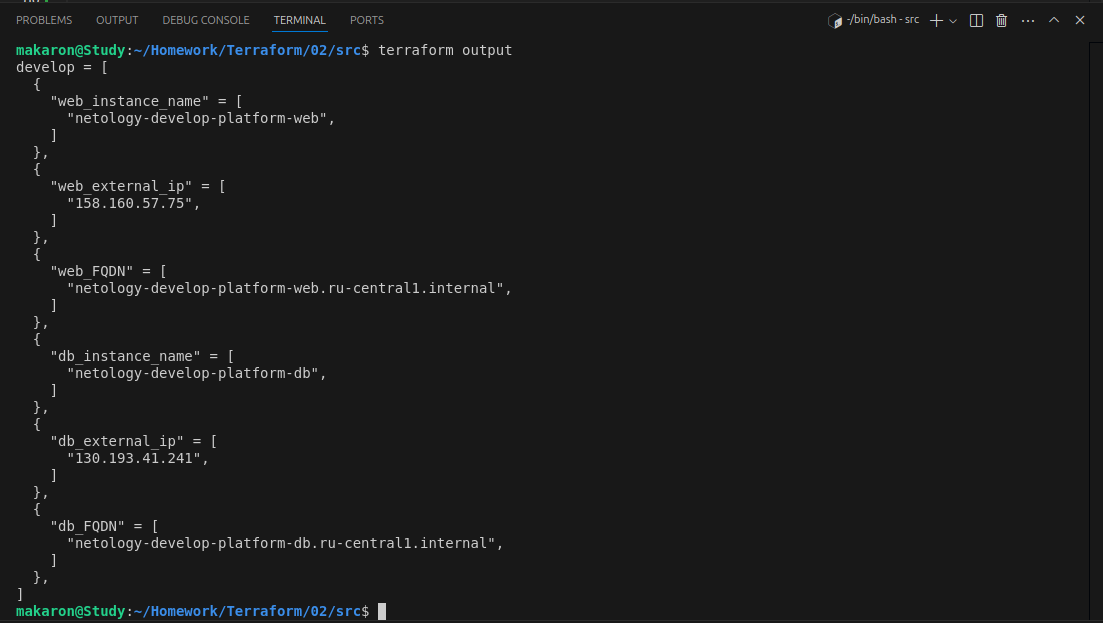 PROBLEMS OUTPUT DEBUG CONSOLE TERMINAL PORTS -/bin/bash - src
makaron@Study:~/Homework/Terraform/02/src$ terraform output
develop = [
  {
    "web_instance_name" = [
      "netology-develop-platform-web",
    ]
  },
  {
    "web_external_ip" = [
      "158.160.57.75",
    ]
  },
  {
    "web_FQDN" = [
      "netology-develop-platform-web.ru-central1.internal",
    ]
  },
  {
    "db_instance_name" = [
      "netology-develop-platform-db",
    ]
  },
  {
    "db_external_ip" = [
      "130.193.41.241",
    ]
  },
  {
    "db_FQDN" = [
      "netology-develop-platform-db.ru-central1.internal",
    ]
  },
]
makaron@Study:~/Homework/Terraform/02/src$